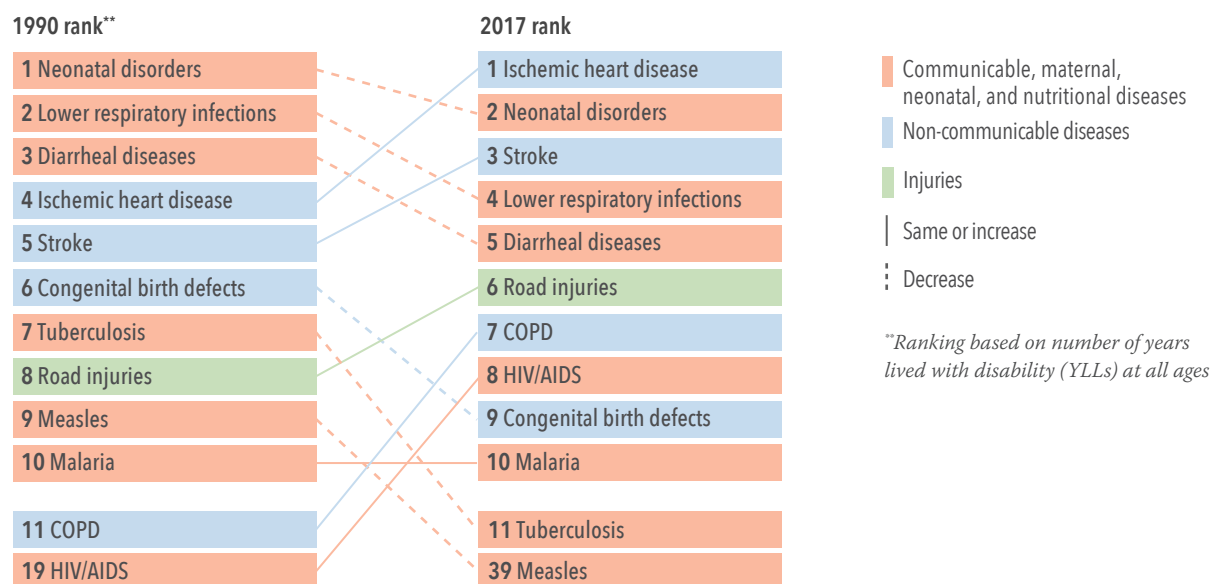 1990 rank**
1 Neonatal disorders
2 Lower respiratory infections
3 Diarrheal diseases
4 Ischemic heart disease
5 Stroke
6 Congenital birth defects
7 Tuberculosis
8 Road injuries
9 Measles
10 Malaria
11 COPD
19 HIV/AIDS
2017 rank
1 Ischemic heart disease
2 Neonatal disorders
3 Stroke
4 Lower respiratory infections
5 Diarrheal diseases
6 Road injuries
7 COPD
8 HIV/AIDS
9 Congenital birth defects
10 Malaria
11 Tuberculosis
39 Measles
Communicable, maternal,
neonatal, and nutritional diseases
Non-communicable diseases
Injuries
Same or increase
Decrease
**Ranking based on number of years
lived with disability (YLLs) at all ages